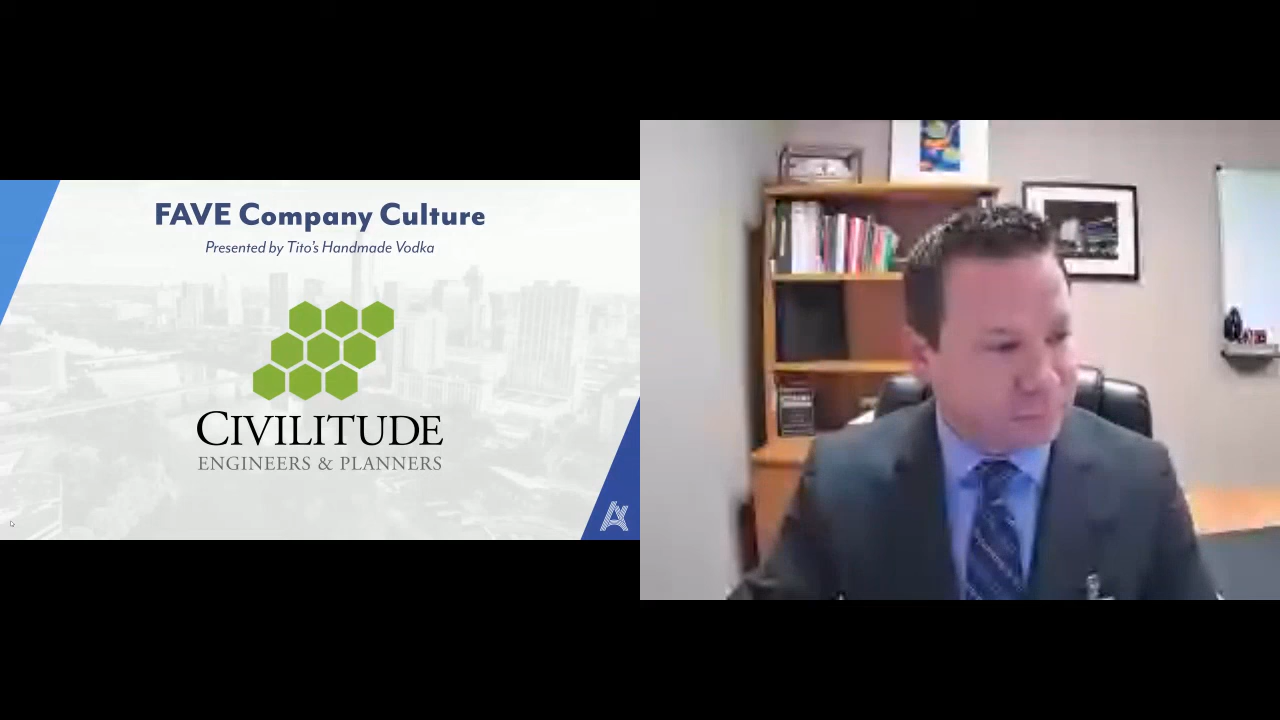 FAVE Company Culture
Presented by Tito's Handmade Vodka
CIVILITUDE
ENGINEERS & PLANNERS